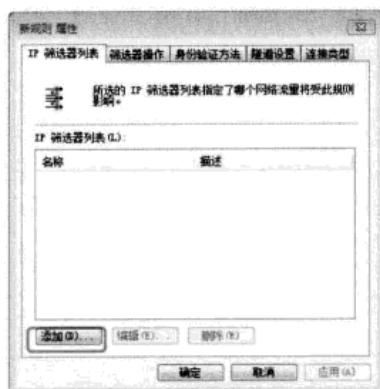 新规则 属性
IP 筛选器列表 筛选器操作 身份验证方法 隧道设置 连接类型
所选的 IP 筛选器列表指定了哪个网络流量将受此规则
影响。
IP 筛选器列表(L):
名称 描述
添加(D)... 编辑(E)... 删除(R)
确定 取消 应用(A)